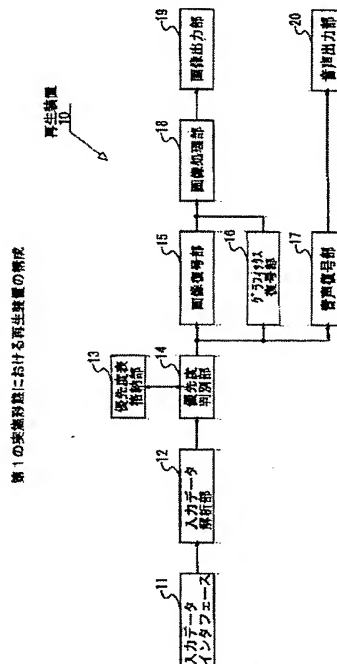 第1の実施形態における再生装置の構成
再生装置
10
11
入力データ
インタフェース
12
入力データ
解析部
13
優先度表
格納部
14
優先度
判別部
15
画像復号部
16
グラフィックス
復号部
17
音声復号部
18
画像処理部
19
画像出力部
20
音声出力部